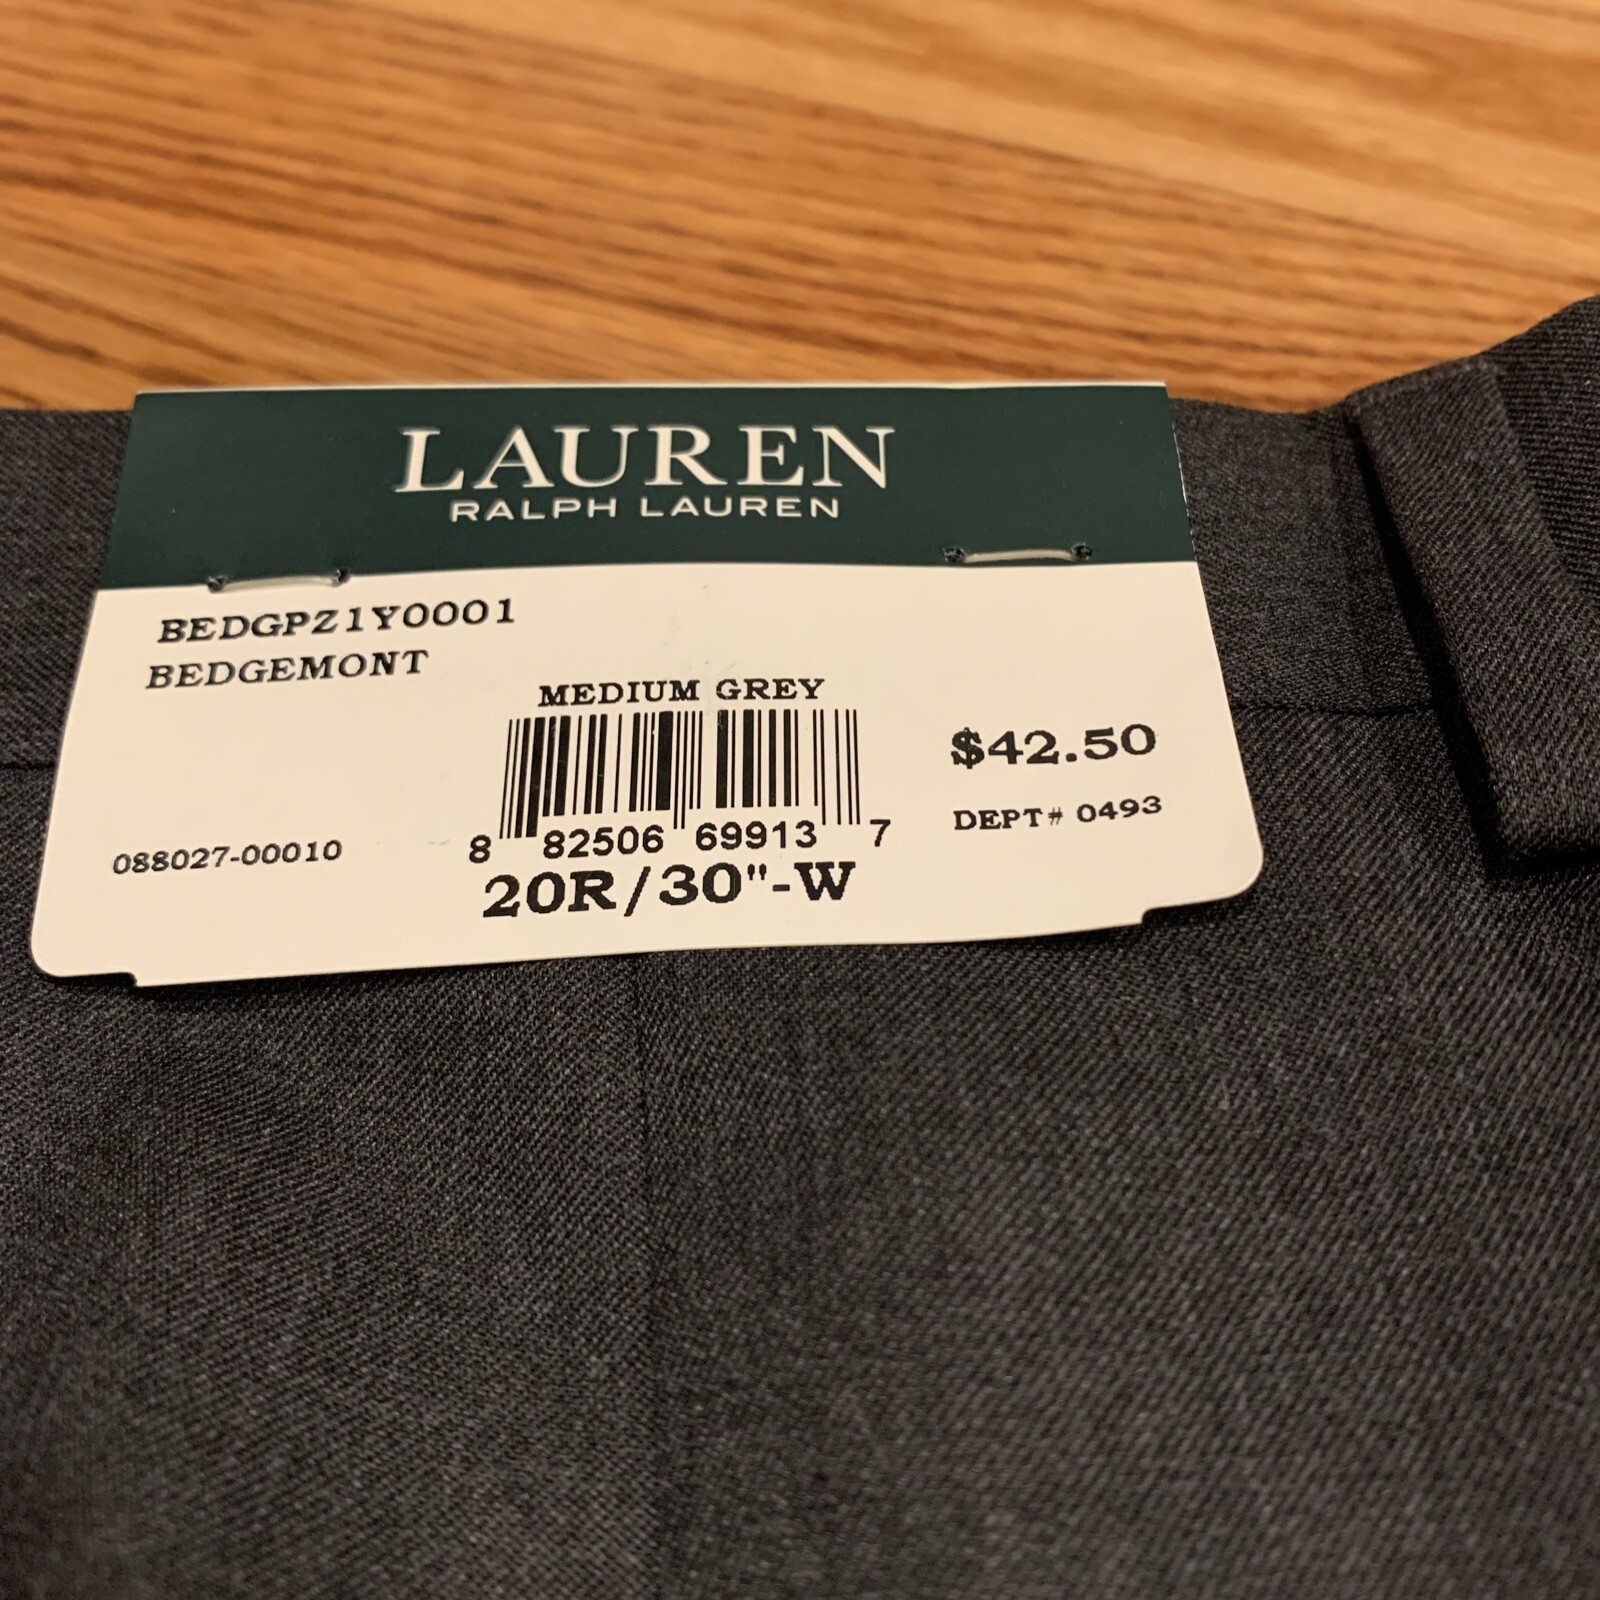 LAUREN
RALPH LAUREN
BEDGPZ1Y0001
BEDGEMONT
MEDIUM GREY
$42.50
DEPT# 0493
088027-00010
8 82506 69913 7
20R/30"-W